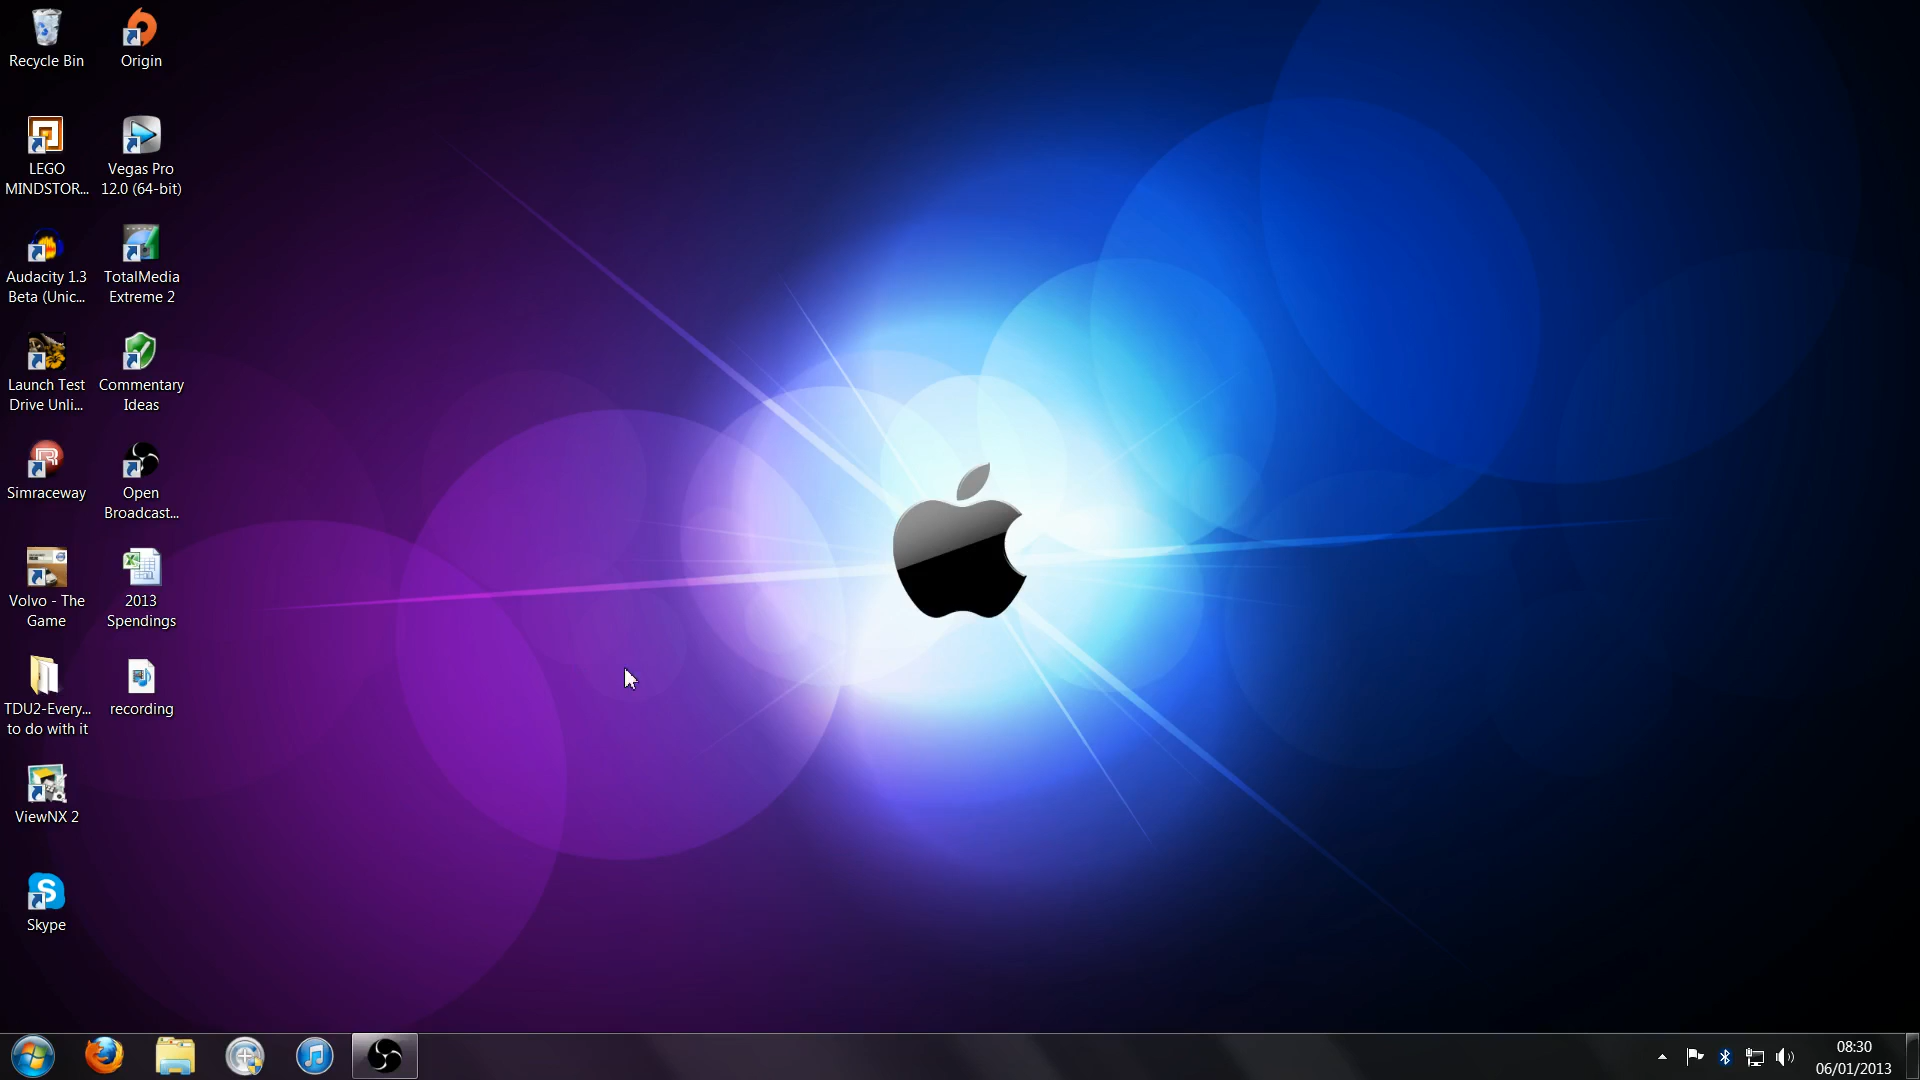 Recycle Bin
Origin
LEGO
MINDSTOR...
Vegas Pro
12.0 (64-bit)
Audacity 1.3
Beta (Unic...
TotalMedia
Extreme 2
Launch Test
Drive Unli...
Commentary
Ideas
Simraceway
Open
Broadcast...
Volvo - The
Game
2013
Spendings
TDU2-Every...
to do with it
recording
ViewNX 2
Skype
08:30
06/01/2013